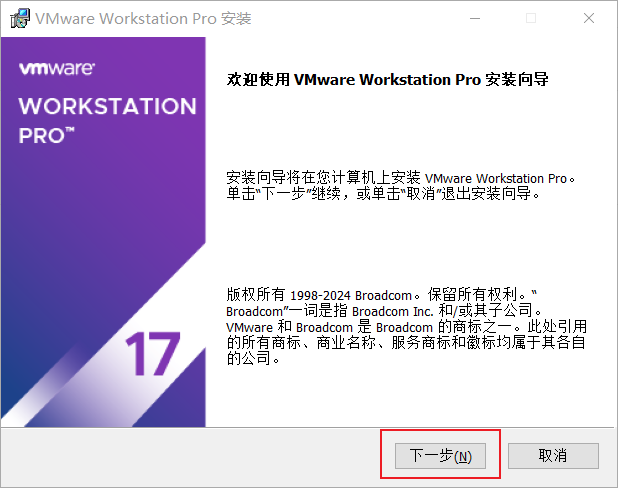 VMware Workstation Pro 安装
vmware®
WORKSTATION
PRO™
17
欢迎使用 VMware Workstation Pro 安装向导
安装向导将在您计算机上安装 VMware Workstation Pro。
单击“下一步”继续，或单击“取消”退出安装向导。
版权所有 1998-2024 Broadcom。保留所有权利。“
Broadcom”一词是指 Broadcom Inc. 和/或其子公司。
VMware 和 Broadcom 是 Broadcom 的商标之一。此处引用
的所有商标、商业名称、服务商标和徽标均属于其各自
的公司。
下一步(N)
取消